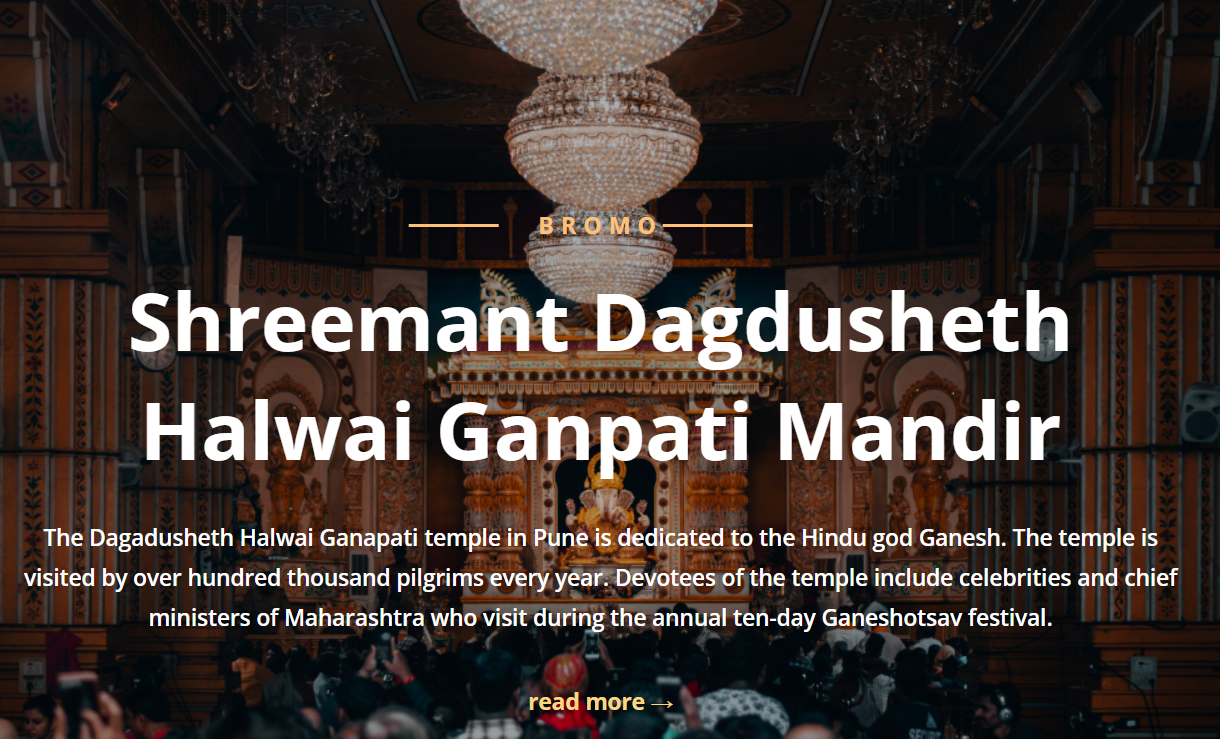 BROMO
Shreemant Dagdusheth
Halwai Ganpati Mandir
The Dagadusheth Halwai Ganapati temple in Pune is dedicated to the Hindu god Ganesh. The temple is
visited by over hundred thousand pilgrims every year. Devotees of the temple include celebrities and chief
ministers of Maharashtra who visit during the annual ten-day Ganeshotsav festival.
read more →